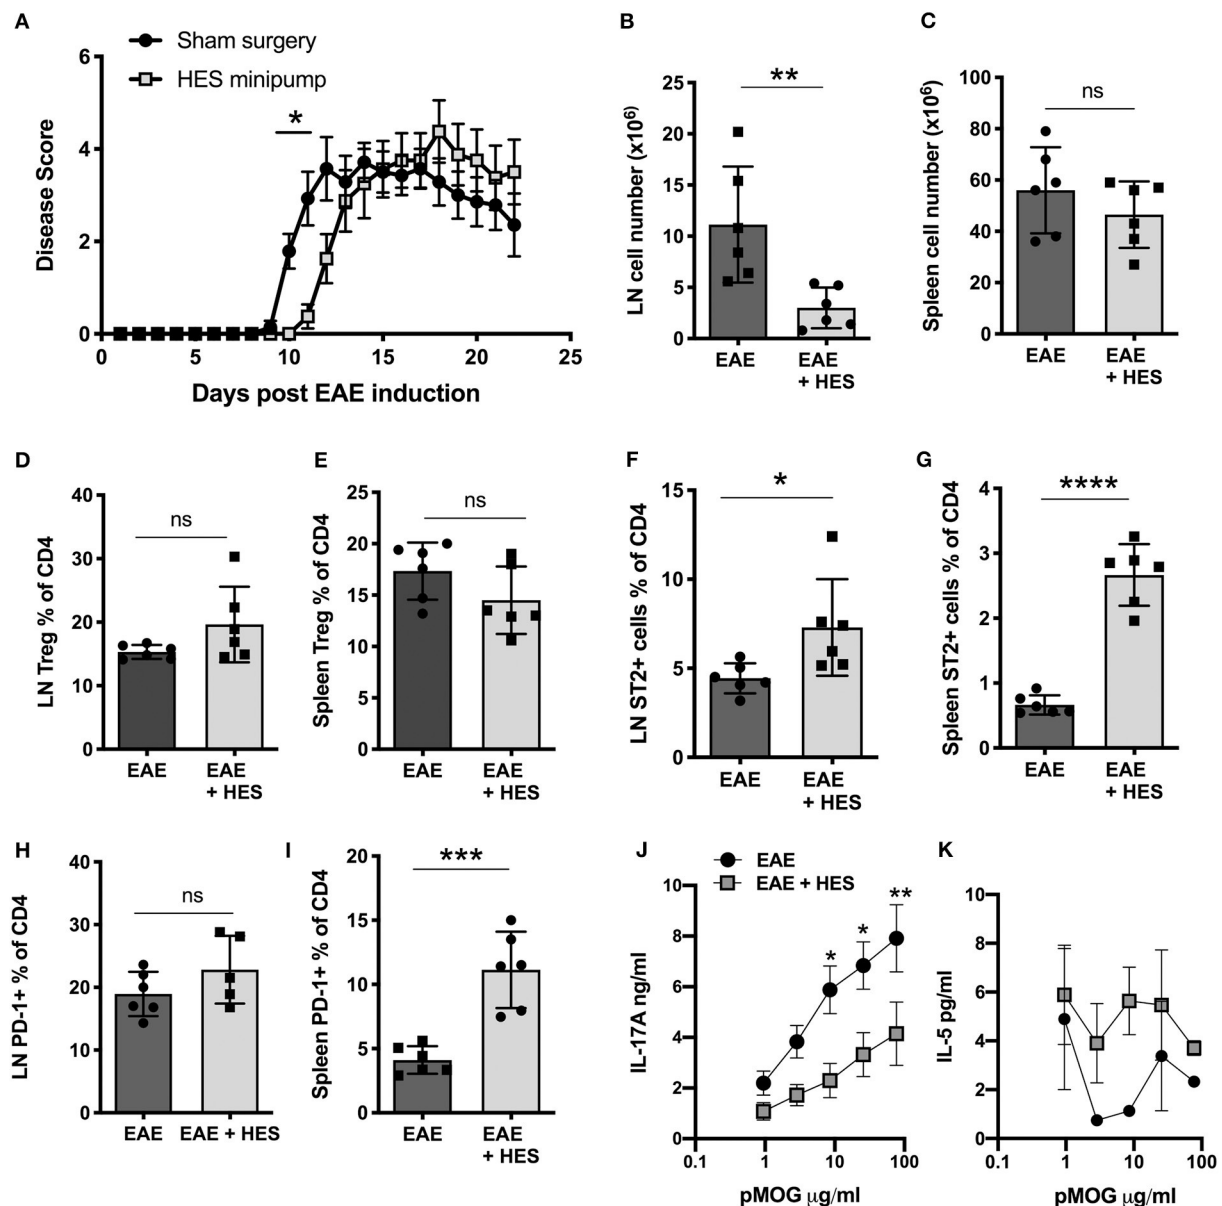 A
Sham surgery
HES minipump
6
4
2
0
*
Disease Score
0 5 10 15 20 25
Days post EAE induction
B
**
25
20
15
10
5
0
LN cell number (x10⁶)
EAE EAE
+ HES
C
ns
100
80
60
40
20
0
Spleen cell number (x10⁶)
EAE EAE
+ HES
D
ns
40
30
20
10
0
LN Treg % of CD4
EAE EAE
+ HES
E
ns
25
20
15
10
5
0
Spleen Treg % of CD4
EAE EAE
+ HES
F
*
15
10
5
0
LN ST2+ cells % of CD4
EAE EAE
+ HES
G
****
4
3
2
1
0
Spleen ST2+ cells % of CD4
EAE EAE
+ HES
H
ns
40
30
20
10
0
LN PD-1+ % of CD4
EAE EAE + HES
I
***
20
15
10
5
0
Spleen PD-1+ % of CD4
EAE EAE
+ HES
J
EAE
EAE + HES
10
8
6
4
2
0
* * **
IL-17A ng/ml
0.1 1 10 100
pMOG μg/ml
K
10
8
6
4
2
0
IL-5 pg/ml
0.1 1 10 100
pMOG μg/ml